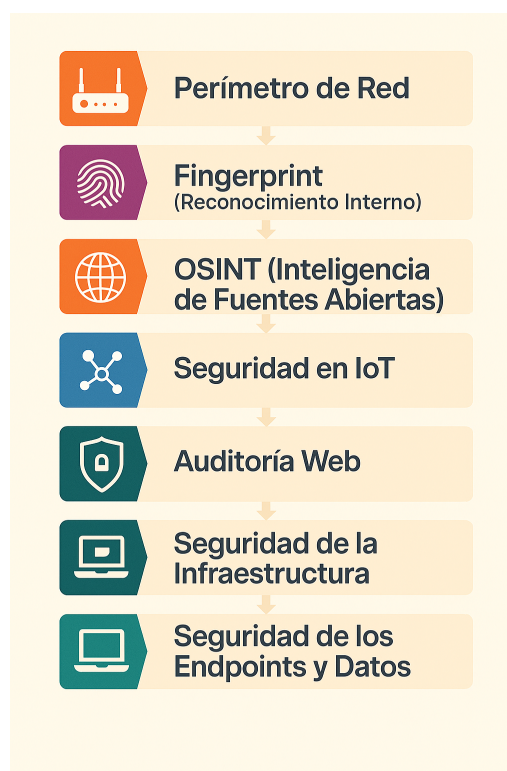 Perímetro de Red
Fingerprint
(Reconocimiento Interno)
OSINT (Inteligencia
de Fuentes Abiertas)
Seguridad en IoT
Auditoría Web
Seguridad de la
Infraestructura
Seguridad de los
Endpoints y Datos